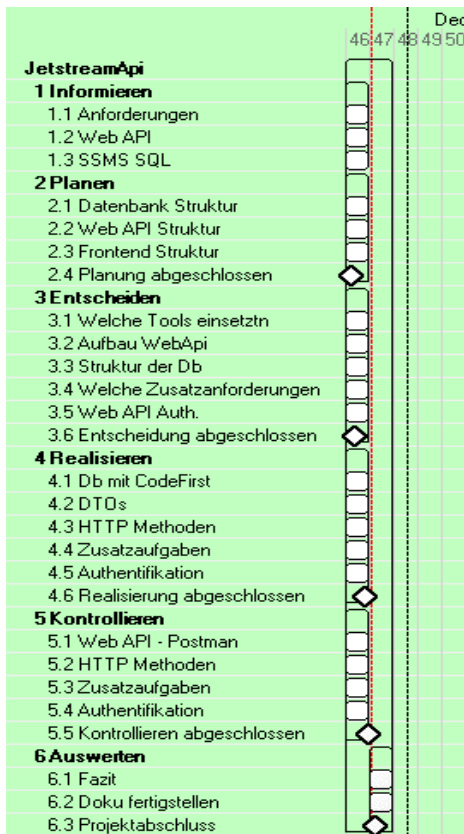 Dec
46 47 48 49 50
JetstreamApi
1 Informieren
1.1 Anforderungen
1.2 Web API
1.3 SSMS SQL
2 Planen
2.1 Datenbank Struktur
2.2 Web API Struktur
2.3 Frontend Struktur
2.4 Planung abgeschlossen
3 Entscheiden
3.1 Welche Tools einsetztn
3.2 Aufbau WebApi
3.3 Struktur der Db
3.4 Welche Zusatzanforderungen
3.5 Web API Auth.
3.6 Entscheidung abgeschlossen
4 Realisieren
4.1 Db mit CodeFirst
4.2 DTOs
4.3 HTTP Methoden
4.4 Zusatzaufgaben
4.5 Authentifikation
4.6 Realisierung abgeschlossen
5 Kontrollieren
5.1 Web API - Postman
5.2 HTTP Methoden
5.3 Zusatzaufgaben
5.4 Authentifikation
5.5 Kontrollieren abgeschlossen
6 Auswerten
6.1 Fazit
6.2 Doku fertigstellen
6.3 Projektabschluss